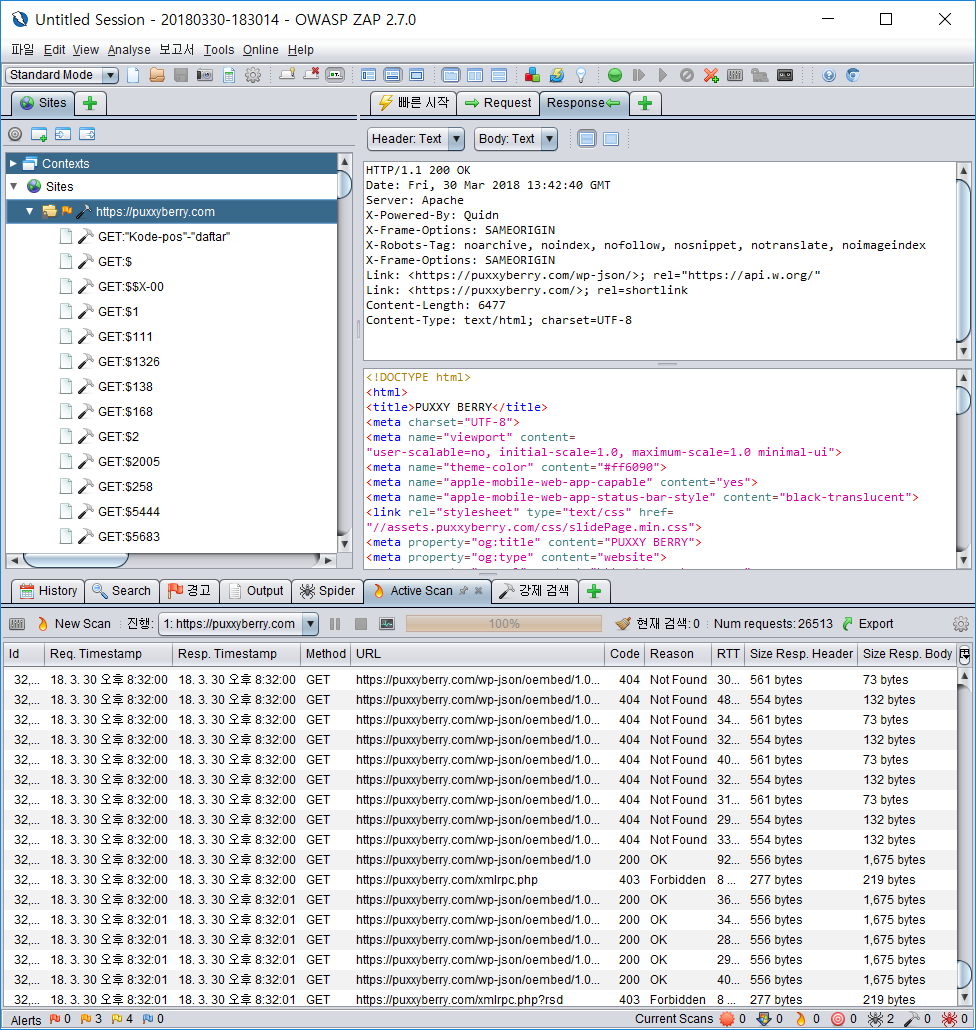 Untitled Session - 20180330-183014 - OWASP ZAP 2.7.0
파일 Edit View Analyse 보고서 Tools Online Help
Standard Mode
Sites
빠른 시작 Request Response
Header: Text Body: Text
Contexts
Sites
https://puxxyberry.com
GET:"Kode-pos"-"daftar"
GET:$
GET:$$X-00
GET:$1
GET:$111
GET:$1326
GET:$138
GET:$168
GET:$2
GET:$2005
GET:$258
GET:$5444
GET:$5683
HTTP/1.1 200 OK
Date: Fri, 30 Mar 2018 13:42:40 GMT
Server: Apache
X-Powered-By: Quidn
X-Frame-Options: SAMEORIGIN
X-Robots-Tag: noarchive, noindex, nofollow, nosnippet, notranslate, noimageindex
X-Frame-Options: SAMEORIGIN
Link: <https://puxxyberry.com/wp-json/>; rel="https://api.w.org/"
Link: <https://puxxyberry.com/>; rel=shortlink
Content-Length: 6477
Content-Type: text/html; charset=UTF-8
<!DOCTYPE html>
<html>
<title>PUXXY BERRY</title>
<meta charset="UTF-8">
<meta name="viewport" content=
"user-scalable=no, initial-scale=1.0, maximum-scale=1.0 minimal-ui">
<meta name="theme-color" content="#ff6090">
<meta name="apple-mobile-web-app-capable" content="yes">
<meta name="apple-mobile-web-app-status-bar-style" content="black-translucent">
<link rel="stylesheet" type="text/css" href=
"//assets.puxxyberry.com/css/slidePage.min.css">
<meta property="og:title" content="PUXXY BERRY">
<meta property="og:type" content="website">
History Search 경고 Output Spider Active Scan 강제 검색
New Scan 진행: 1: https://puxxyberry.com 100% 현재 검색: 0 Num requests: 26513 Export
Id Req. Timestamp Resp. Timestamp Method URL Code Reason RTT Size Resp. Header Size Resp. Body
32,... 18. 3. 30 오후 8:32:00 18. 3. 30 오후 8:32:00 GET https://puxxyberry.com/wp-json/oembed/1.0... 404 Not Found 30... 561 bytes 73 bytes
32,... 18. 3. 30 오후 8:32:00 18. 3. 30 오후 8:32:00 GET https://puxxyberry.com/wp-json/oembed/1.0... 404 Not Found 48... 554 bytes 132 bytes
32,... 18. 3. 30 오후 8:32:00 18. 3. 30 오후 8:32:00 GET https://puxxyberry.com/wp-json/oembed/1.0... 404 Not Found 34... 561 bytes 73 bytes
32,... 18. 3. 30 오후 8:32:00 18. 3. 30 오후 8:32:00 GET https://puxxyberry.com/wp-json/oembed/1.0... 404 Not Found 32... 554 bytes 132 bytes
32,... 18. 3. 30 오후 8:32:00 18. 3. 30 오후 8:32:00 GET https://puxxyberry.com/wp-json/oembed/1.0... 404 Not Found 40... 561 bytes 73 bytes
32,... 18. 3. 30 오후 8:32:00 18. 3. 30 오후 8:32:00 GET https://puxxyberry.com/wp-json/oembed/1.0... 404 Not Found 32... 554 bytes 132 bytes
32,... 18. 3. 30 오후 8:32:00 18. 3. 30 오후 8:32:00 GET https://puxxyberry.com/wp-json/oembed/1.0... 404 Not Found 31... 561 bytes 73 bytes
32,... 18. 3. 30 오후 8:32:00 18. 3. 30 오후 8:32:00 GET https://puxxyberry.com/wp-json/oembed/1.0... 404 Not Found 29... 554 bytes 132 bytes
32,... 18. 3. 30 오후 8:32:00 18. 3. 30 오후 8:32:00 GET https://puxxyberry.com/wp-json/oembed/1.0... 404 Not Found 33... 554 bytes 132 bytes
32,... 18. 3. 30 오후 8:32:00 18. 3. 30 오후 8:32:00 GET https://puxxyberry.com/wp-json/oembed/1.0 200 OK 92... 556 bytes 1,675 bytes
32,... 18. 3. 30 오후 8:32:00 18. 3. 30 오후 8:32:00 GET https://puxxyberry.com/xmlrpc.php 403 Forbidden 8 ... 277 bytes 219 bytes
32,... 18. 3. 30 오후 8:32:00 18. 3. 30 오후 8:32:00 GET https://puxxyberry.com/wp-json/oembed/1.0... 200 OK 36... 556 bytes 1,675 bytes
32,... 18. 3. 30 오후 8:32:00 18. 3. 30 오후 8:32:01 GET https://puxxyberry.com/wp-json/oembed/1.0... 200 OK 34... 556 bytes 1,675 bytes
32,... 18. 3. 30 오후 8:32:01 18. 3. 30 오후 8:32:01 GET https://puxxyberry.com/wp-json/oembed/1.0... 200 OK 28... 556 bytes 1,675 bytes
32,... 18. 3. 30 오후 8:32:01 18. 3. 30 오후 8:32:01 GET https://puxxyberry.com/wp-json/oembed/1.0... 200 OK 29... 556 bytes 1,675 bytes
32,... 18. 3. 30 오후 8:32:01 18. 3. 30 오후 8:32:01 GET https://puxxyberry.com/wp-json/oembed/1.0... 200 OK 40... 556 bytes 1,675 bytes
32,... 18. 3. 30 오후 8:32:01 18. 3. 30 오후 8:32:01 GET https://puxxyberry.com/xmlrpc.php?rsd 403 Forbidden 8 ... 277 bytes 219 bytes
Alerts 0 3 4 0 Current Scans 0 0 0 0 2 0 0